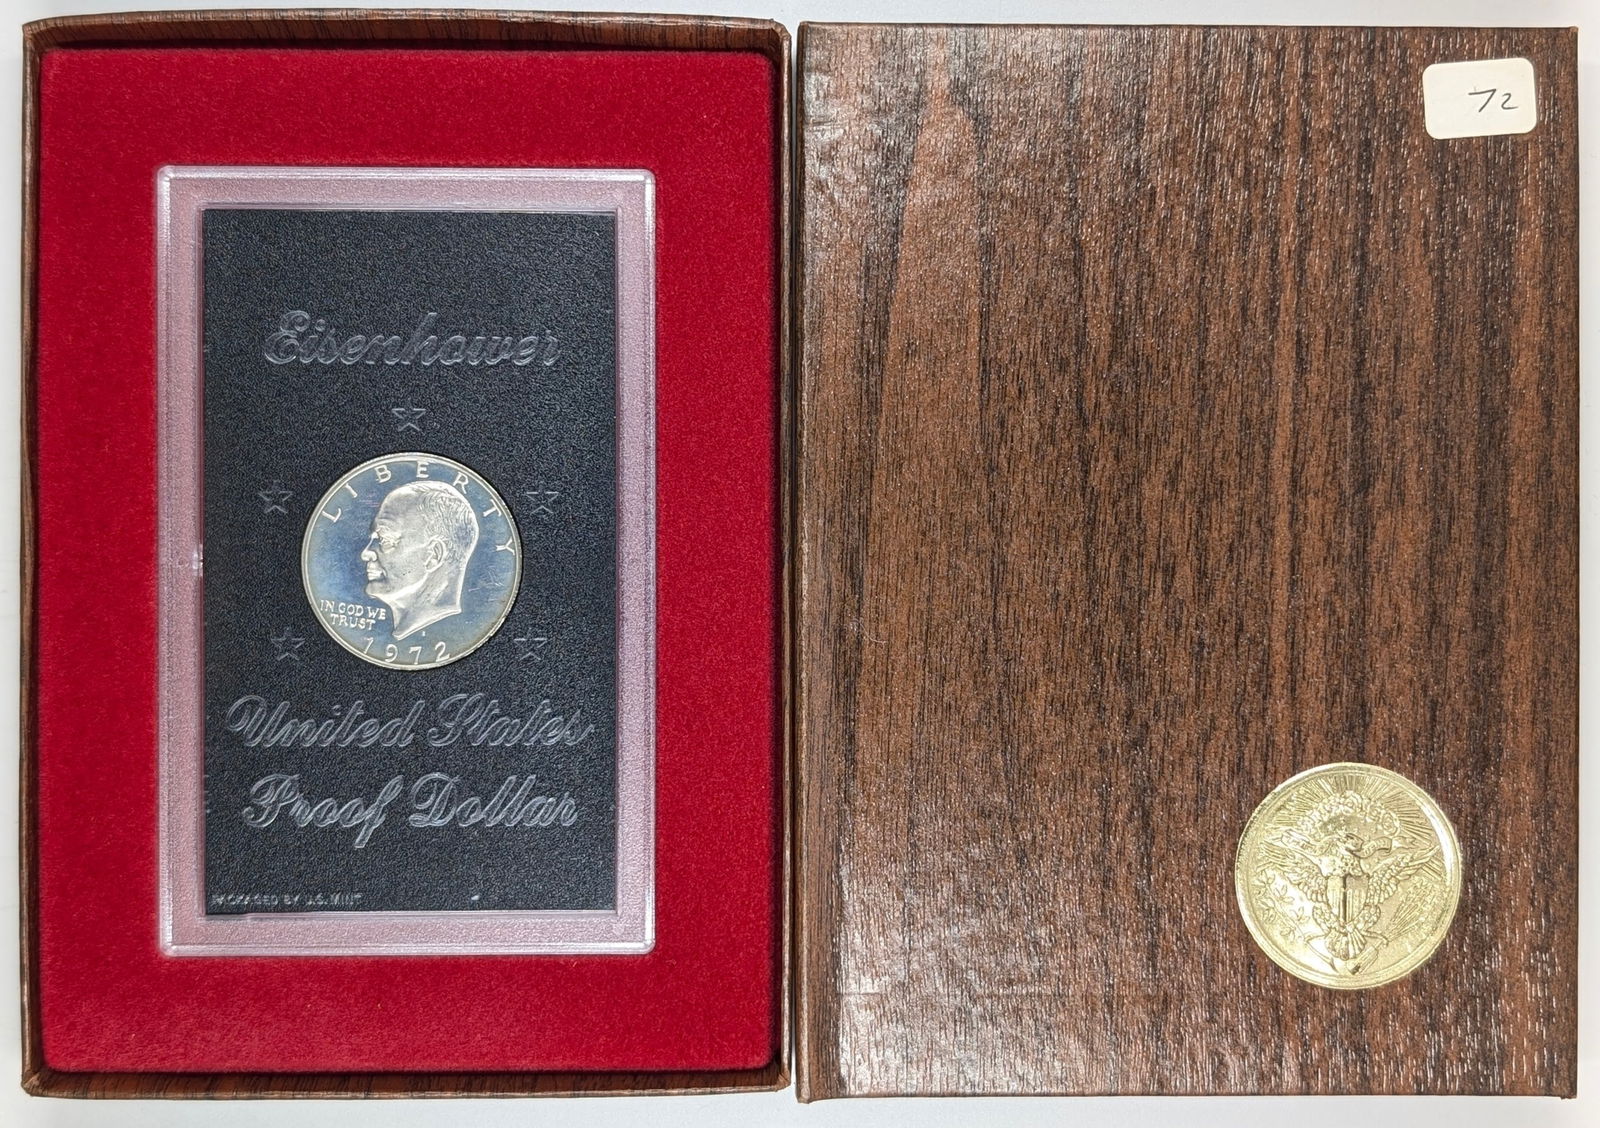 Eisenhower
LIBERTY
IN GOD WE
TRUST
1972
United States
Proof Dollar
PACKAGED BY U.S. MINT
72